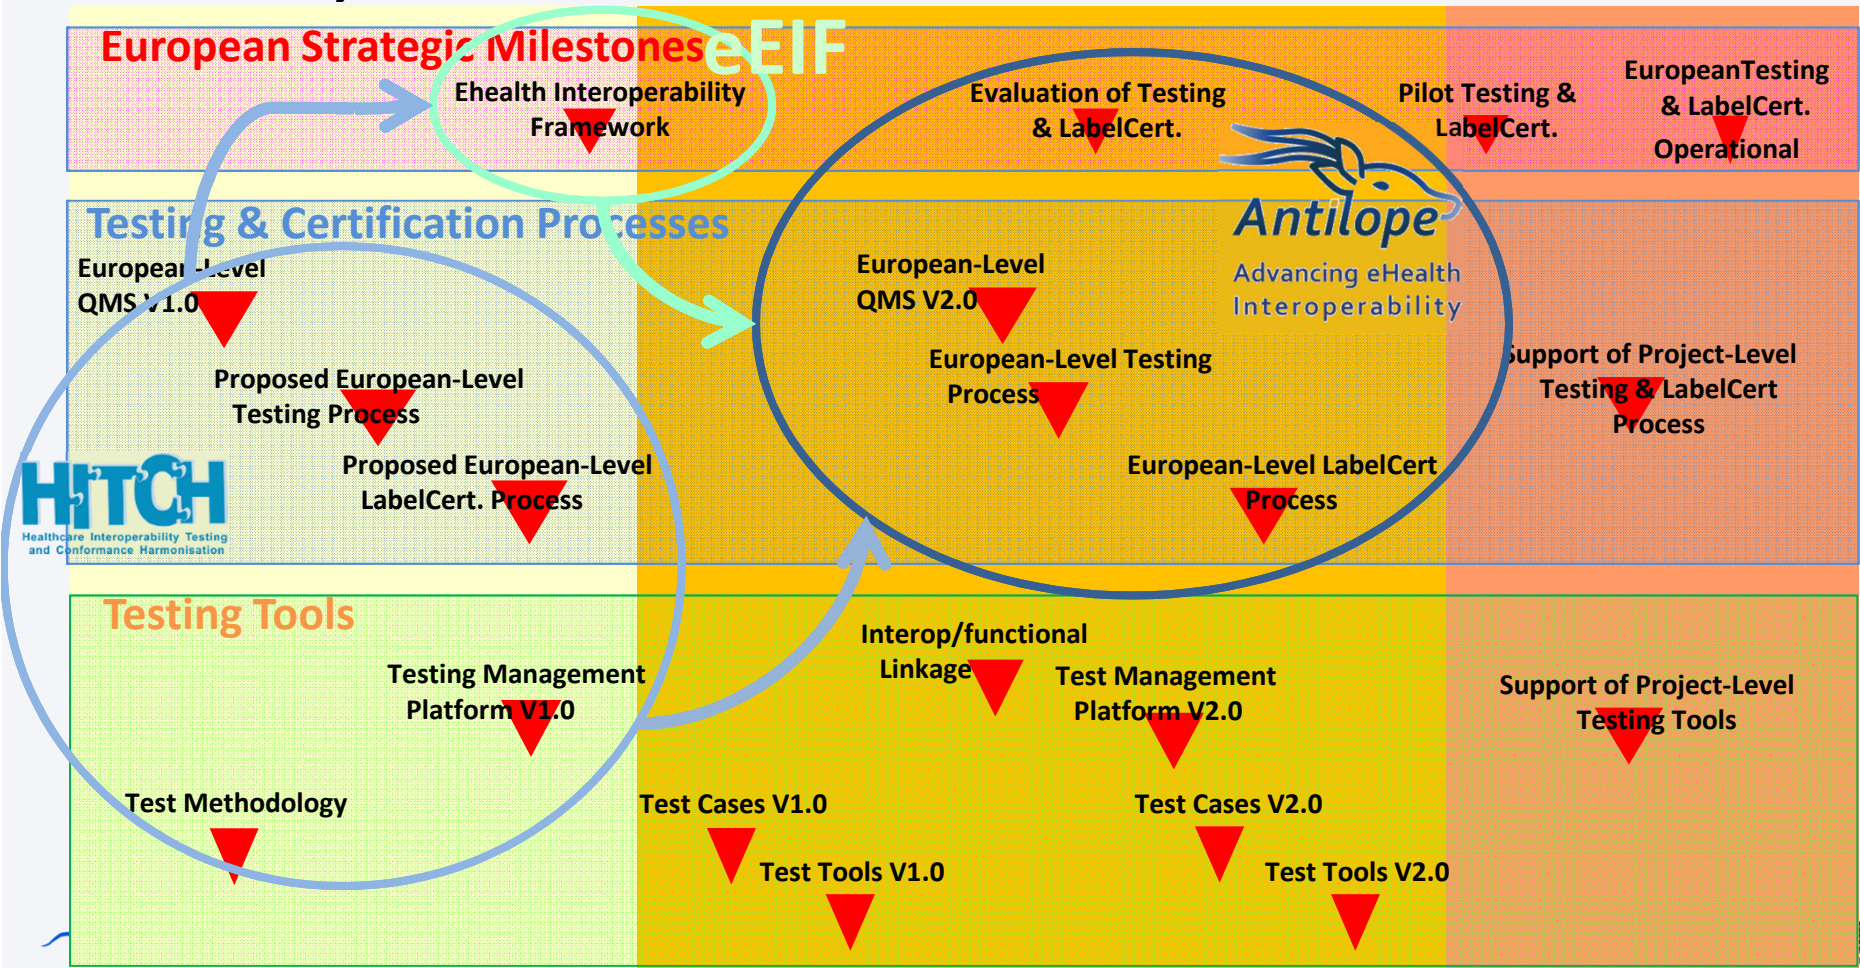 European Strategic Milestones
eEIF
Ehealth Interoperability
Framework
Evaluation of Testing
& LabelCert.
Pilot Testing &
LabelCert.
EuropeanTesting
& LabelCert.
Operational
Testing & Certification Processes
European-Level
QMS V1.0
Proposed European-Level
Testing Process
Proposed European-Level
LabelCert. Process
HITCH
Healthcare Interoperability Testing
and Conformance Harmonisation
European-Level
QMS V2.0
European-Level Testing
Process
European-Level LabelCert
Process
Antilope
Advancing eHealth
Interoperability
Support of Project-Level
Testing & LabelCert
Process
Testing Tools
Testing Management
Platform V1.0
Test Methodology
Interop/functional
Linkage
Test Management
Platform V2.0
Test Cases V1.0
Test Tools V1.0
Test Cases V2.0
Test Tools V2.0
Support of Project-Level
Testing Tools